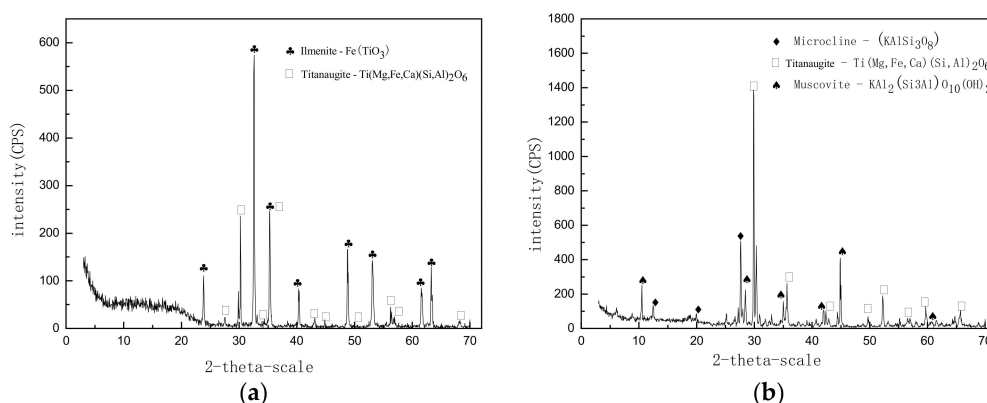 (a)
600
500
400
300
200
100
0
0 10 20 30 40 50 60 70
intensity(CPS)
2-theta-scale
♣ Ilmenite - Fe(TiO3)
□ Titanaugite - Ti(Mg,Fe,Ca)(Si,Al)2O6
(b)
1800
1600
1400
1200
1000
800
600
400
200
0
0 10 20 30 40 50 60 70
intensity(CPS)
2-theta-scale
♦ Microcline - (KAlSi3O8)
□ Titanaugite - Ti(Mg,Fe,Ca)(Si,Al)2O6
♠ Muscovite - KAl2(Si3Al)O10(OH)2